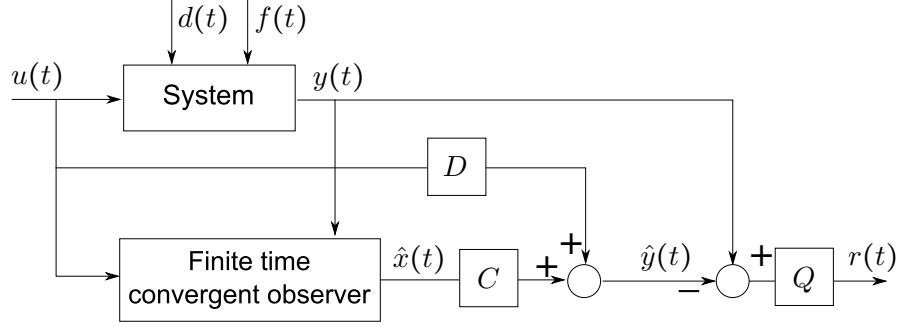 d(t) f(t)
u(t)
System
y(t)
D
Finite time
convergent observer
x̂(t)
C
+
+
ŷ(t)
−
+
Q
r(t)